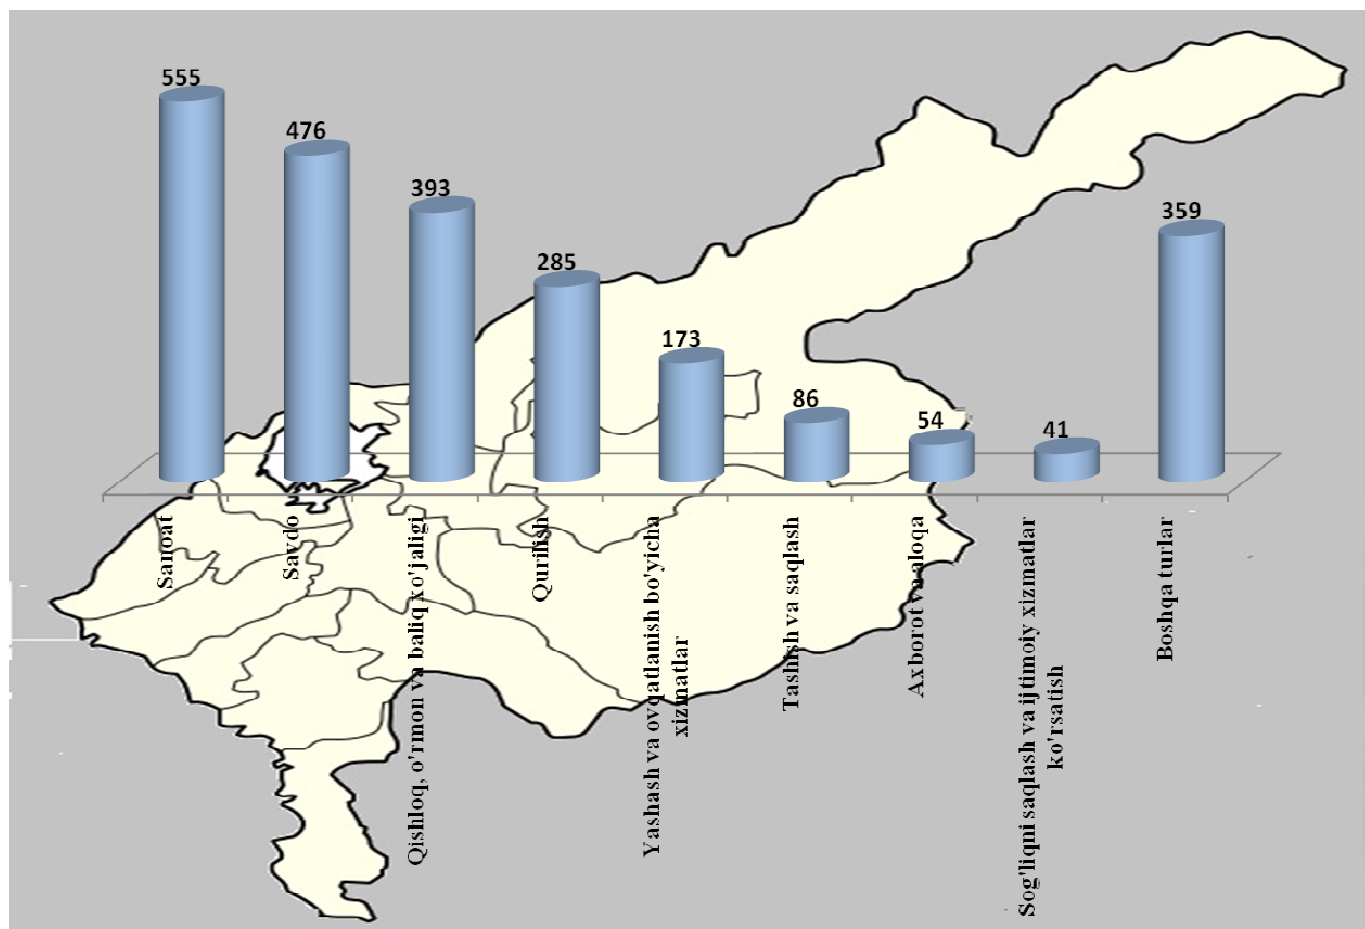 555
476
393
285
173
86
54
41
359
Sanoat
Savdo
Qishloq, o'rmon va baliq xo'jaligi
Qurilish
Yashash va ovqatlanish bo'yicha
xizmatlar
Tashish va saqlash
Axborot va aloqa
Sog'liqni saqlash va ijtimoiy xizmatlar
ko'rsatish
Boshqa turlar